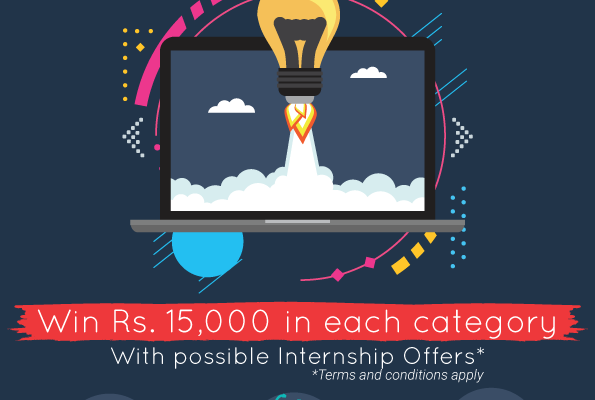 Win Rs. 15,000 in each category
With possible Internship Offers*
*Terms and conditions apply